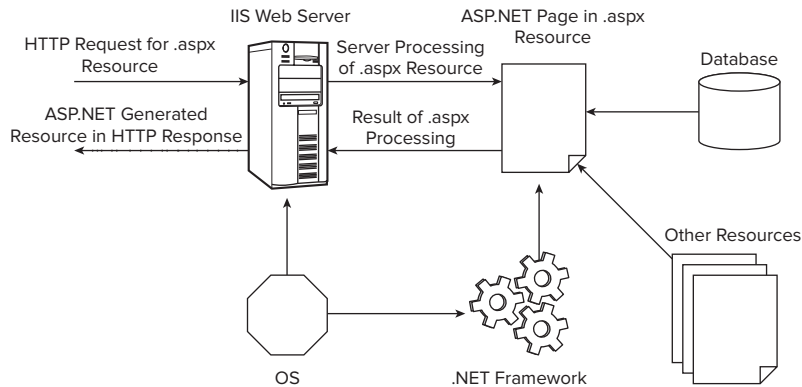 IIS Web Server
ASP.NET Page in .aspx
Resource
HTTP Request for .aspx
Resource
Server Processing
of .aspx Resource
Database
ASP.NET Generated
Resource in HTTP Response
Result of .aspx
Processing
Other Resources
OS
.NET Framework